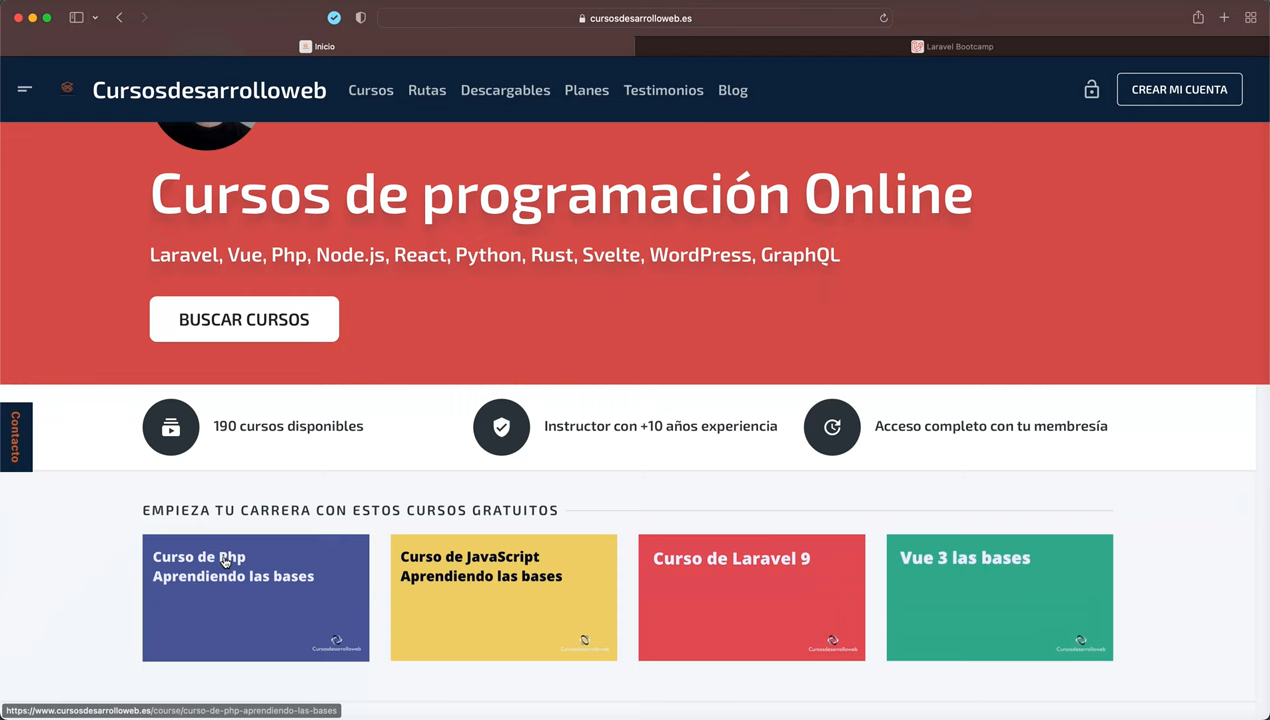 cursosdesarrolloweb.es
Inicio
Laravel Bootcamp
Cursosdesarrolloweb
Cursos
Rutas
Descargables
Planes
Testimonios
Blog
CREAR MI CUENTA
Cursos de programación Online
Laravel, Vue, Php, Node.js, React, Python, Rust, Svelte, WordPress, GraphQL
BUSCAR CURSOS
Contacto
190 cursos disponibles
Instructor con +10 años experiencia
Acceso completo con tu membresía
EMPIEZA TU CARRERA CON ESTOS CURSOS GRATUITOS
Curso de Php
Aprendiendo las bases
Cursosdesarrolloweb
Curso de JavaScript
Aprendiendo las bases
Cursosdesarrolloweb
Curso de Laravel 9
Cursosdesarrolloweb
Vue 3 las bases
Cursosdesarrolloweb
https://www.cursosdesarrolloweb.es/course/curso-de-php-aprendiendo-las-bases